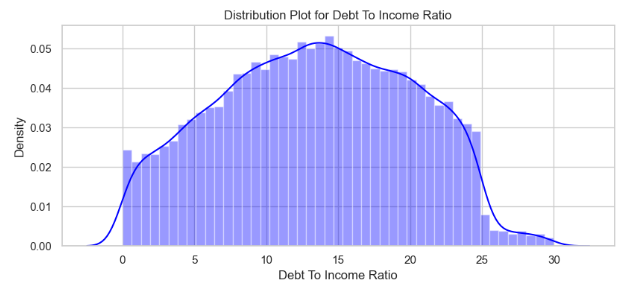 Distribution Plot for Debt To Income Ratio
0.05
0.04
0.03
0.02
0.01
0.00
Density
0 5 10 15 20 25 30
Debt To Income Ratio